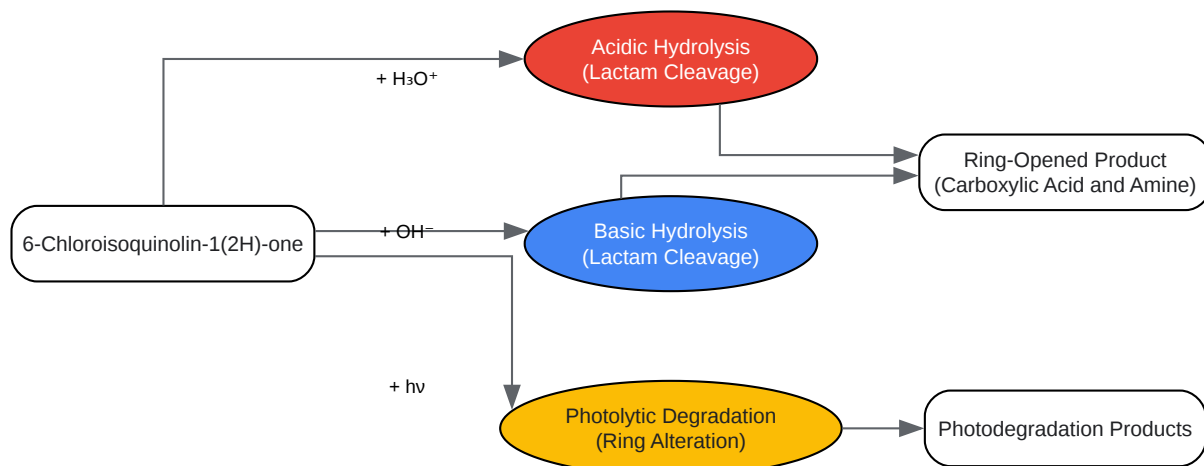 Acidic Hydrolysis
(Lactam Cleavage)
+ H₃O⁺
Ring-Opened Product
(Carboxylic Acid and Amine)
6-Chloroisoquinolin-1(2H)-one
+ OH⁻
Basic Hydrolysis
(Lactam Cleavage)
+ hν
Photolytic Degradation
(Ring Alteration)
Photodegradation Products